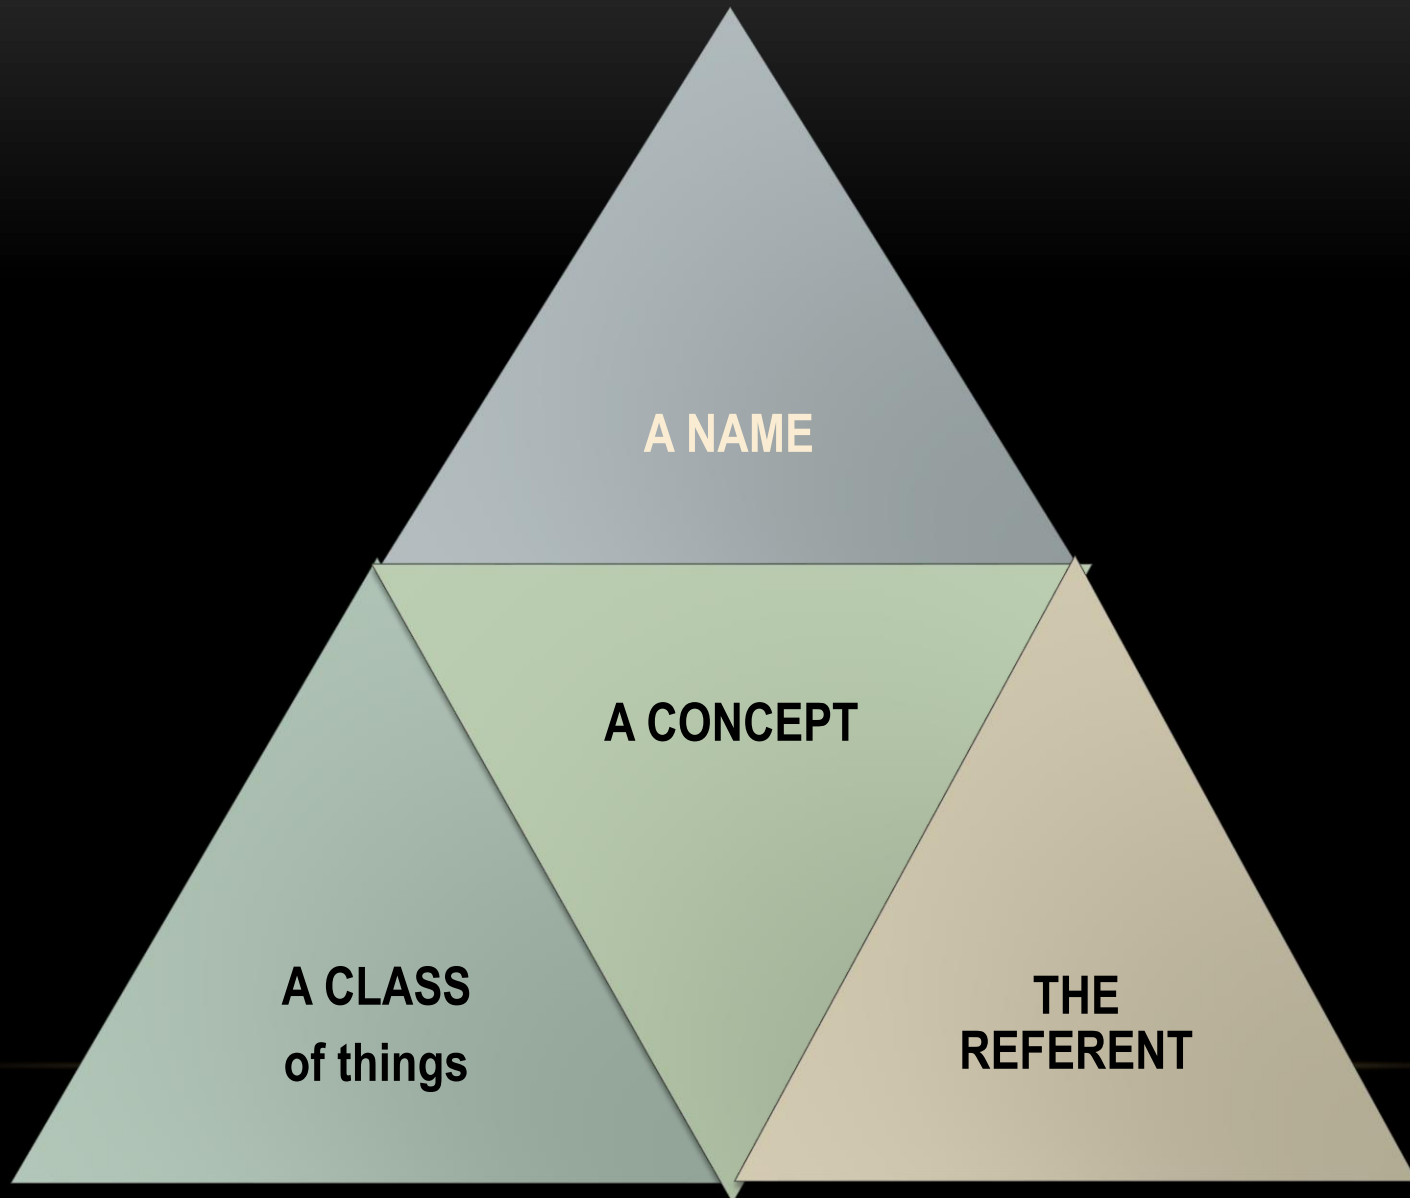 A NAME
A CONCEPT
A CLASS
of things
THE
REFERENT